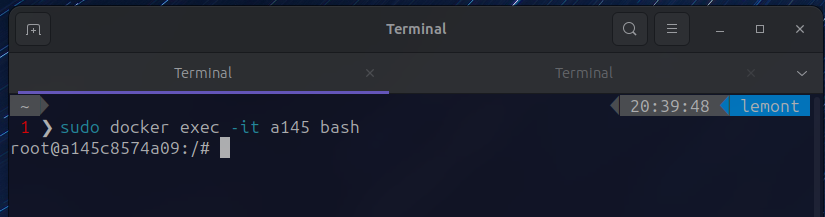 Terminal
Terminal
Terminal
~ 20:39:48 lemont
1 ❯ sudo docker exec -it a145 bash
root@a145c8574a09:/#